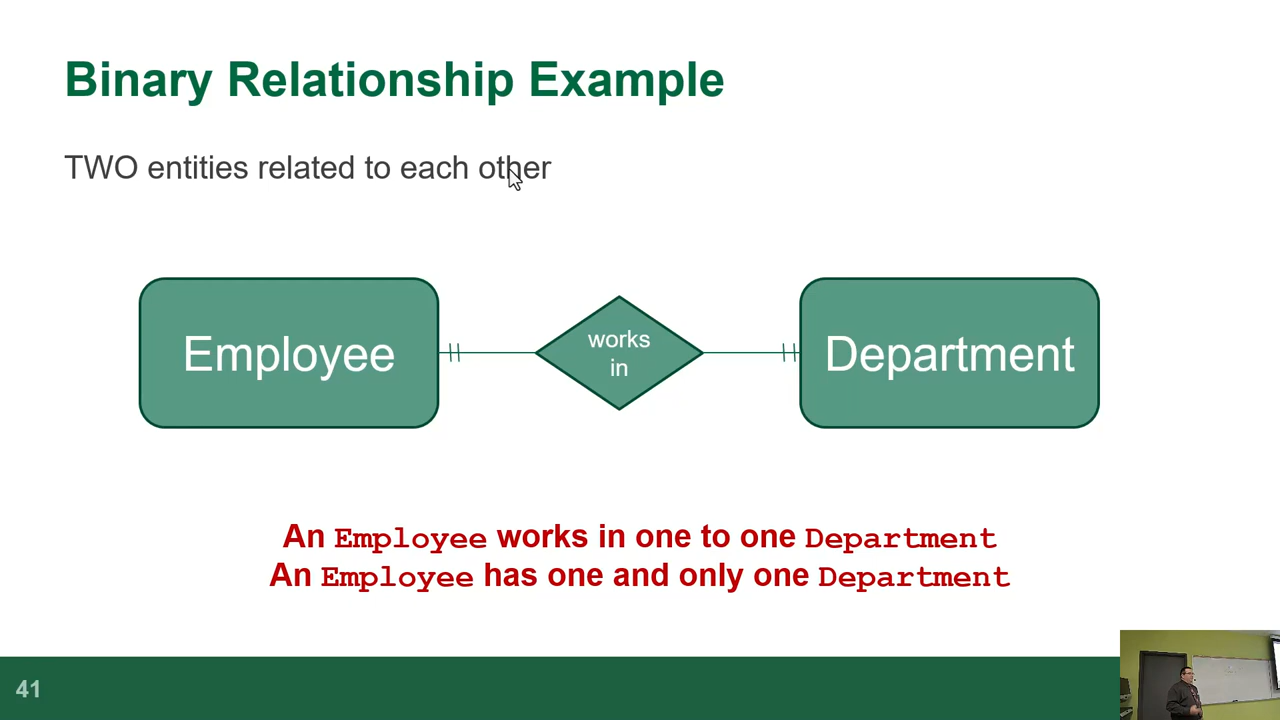 Binary Relationship Example
TWO entities related to each other
Employee
works
in
Department
An Employee works in one to one Department
An Employee has one and only one Department
41